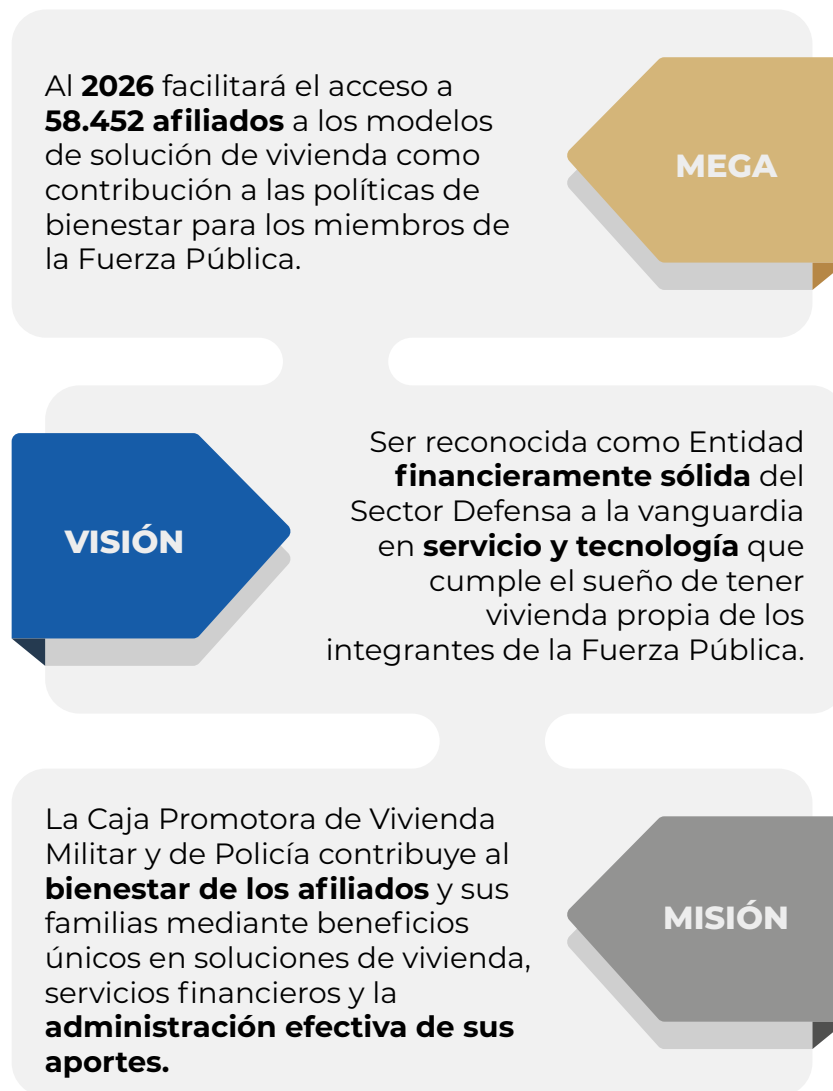 Al 2026 facilitará el acceso a
58.452 afiliados a los modelos
de solución de vivienda como
contribución a las políticas de
bienestar para los miembros de
la Fuerza Pública.
MEGA
VISIÓN
Ser reconocida como Entidad
financieramente sólida del
Sector Defensa a la vanguardia
en servicio y tecnología que
cumple el sueño de tener
vivienda propia de los
integrantes de la Fuerza Pública.
La Caja Promotora de Vivienda
Militar y de Policía contribuye al
bienestar de los afiliados y sus
familias mediante beneficios
únicos en soluciones de vivienda,
servicios financieros y la
administración efectiva de sus
aportes.
MISIÓN